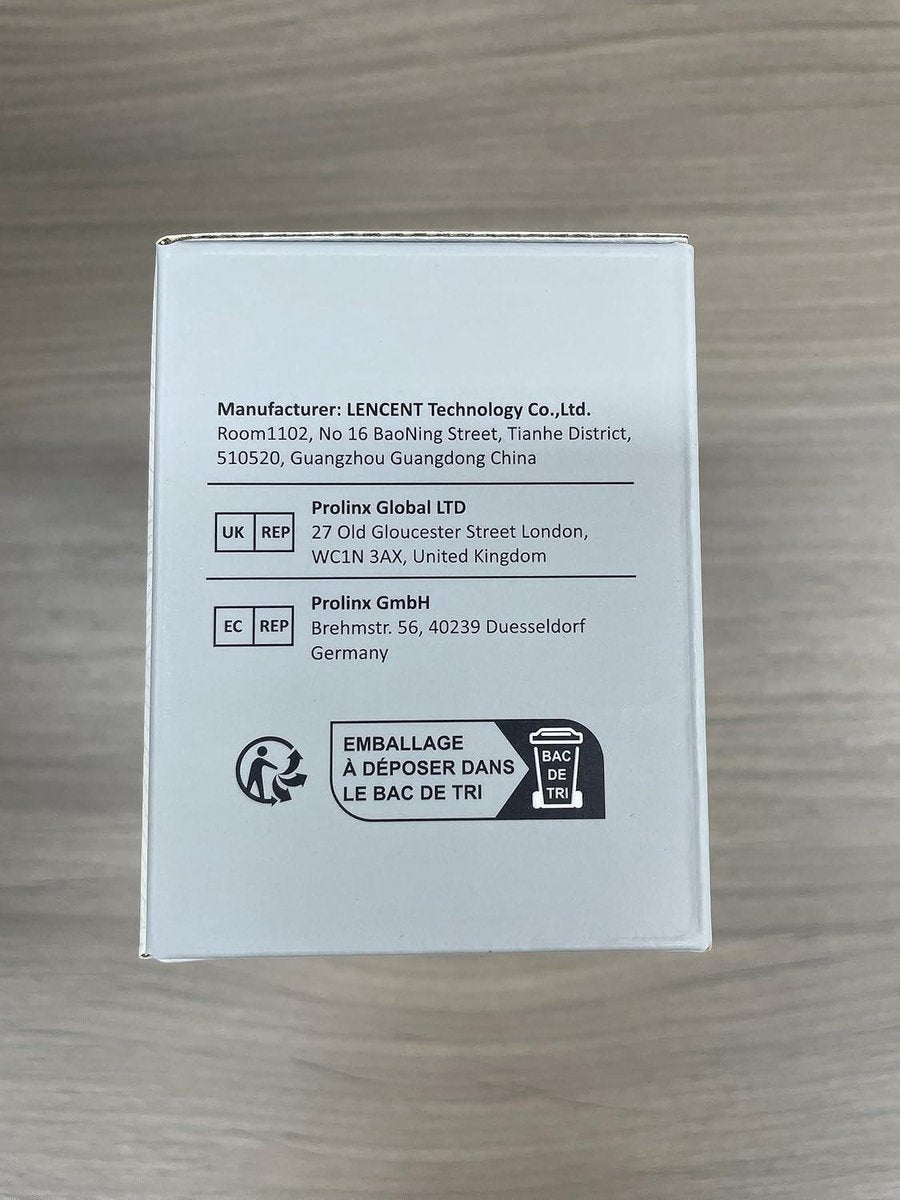 Manufacturer: LENCENT Technology Co.,Ltd.
Room1102, No 16 BaoNing Street, Tianhe District,
510520, Guangzhou Guangdong China
UK REP
Prolinx Global LTD
27 Old Gloucester Street London,
WC1N 3AX, United Kingdom
EC REP
Prolinx GmbH
Brehmstr. 56, 40239 Duesseldorf
Germany
EMBALLAGE
À DÉPOSER DANS
LE BAC DE TRI
BAC
DE
TRI